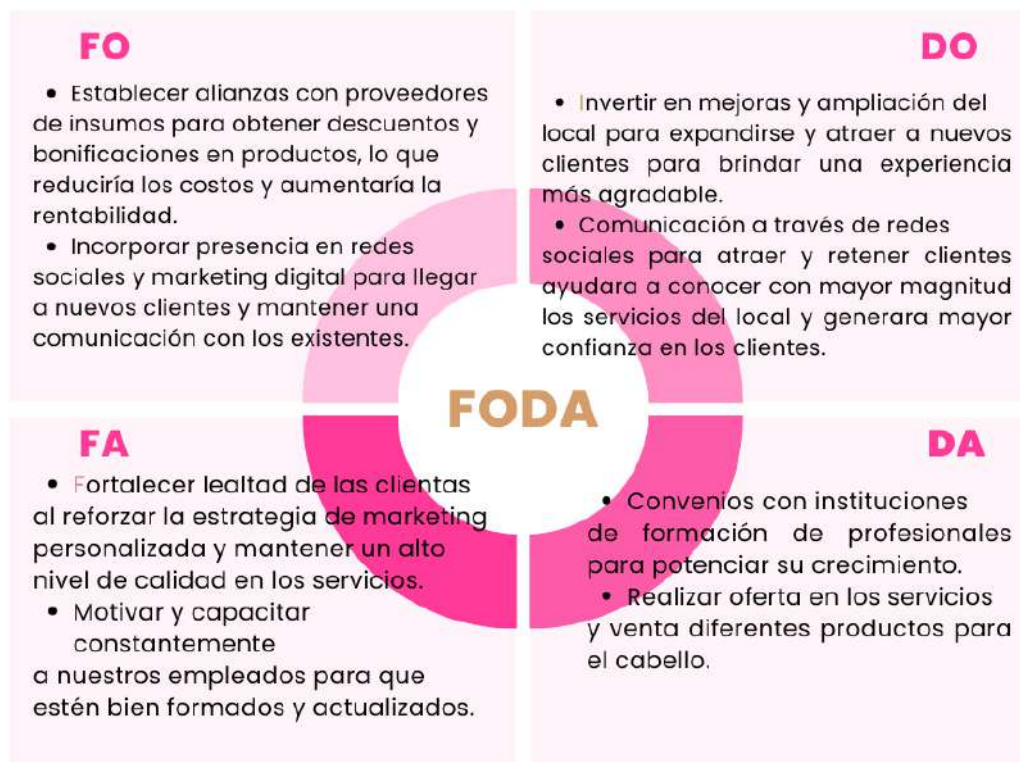 FO
• Establecer alianzas con proveedores
de insumos para obtener descuentos y
bonificaciones en productos, lo que
reduciría los costos y aumentaría la
rentabilidad.
• Incorporar presencia en redes
sociales y marketing digital para llegar
a nuevos clientes y mantener una
comunicación con los existentes.
DO
• Invertir en mejoras y ampliación del
local para expandirse y atraer a nuevos
clientes para brindar una experiencia
más agradable.
• Comunicación a través de redes
sociales para atraer y retener clientes
ayudara a conocer con mayor magnitud
los servicios del local y generara mayor
confianza en los clientes.
FODA
FA
• Fortalecer lealtad de las clientas
al reforzar la estrategia de marketing
personalizada y mantener un alto
nivel de calidad en los servicios.
• Motivar y capacitar
constantemente
a nuestros empleados para que
estén bien formados y actualizados.
DA
• Convenios con instituciones
de formación de profesionales
para potenciar su crecimiento.
• Realizar oferta en los servicios
y venta diferentes productos para
el cabello.